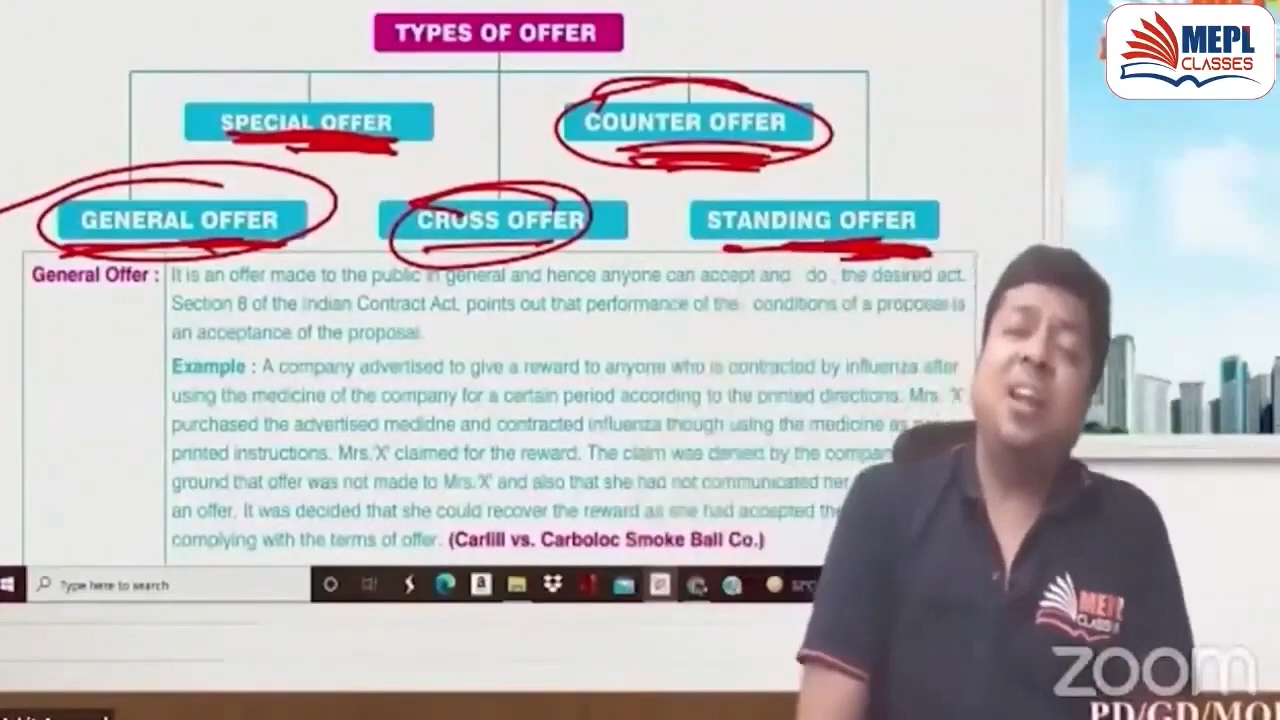 TYPES OF OFFER
MEPL
CLASSES
SPECIAL OFFER
COUNTER OFFER
GENERAL OFFER
CROSS OFFER
STANDING OFFER
General Offer : It is an offer made to the public in general and hence anyone can accept and do the desired act.
Section 8 of the Indian Contract Act, points out that performance of the conditions of a proposal is
an acceptance of the proposal.
Example : A company advertised to give a reward to anyone who is contracted by influenza after
using the medicine of the company for a certain period according to the printed directions. Mrs. 'X'
purchased the advertised medicine and contracted influenza though using the medicine as
printed instructions. Mrs.'X' claimed for the reward. The claim was denied by the
ground that offer was not made to Mrs.'X' and also that she had not communicated her
an offer. It was decided that she could recover the reward as she had accepted the
complying with the terms of offer. (Carlill vs. Carboloc Smoke Ball Co.)
Type here to search
MEPL
CLASSES
zoom
PD/GD/MO